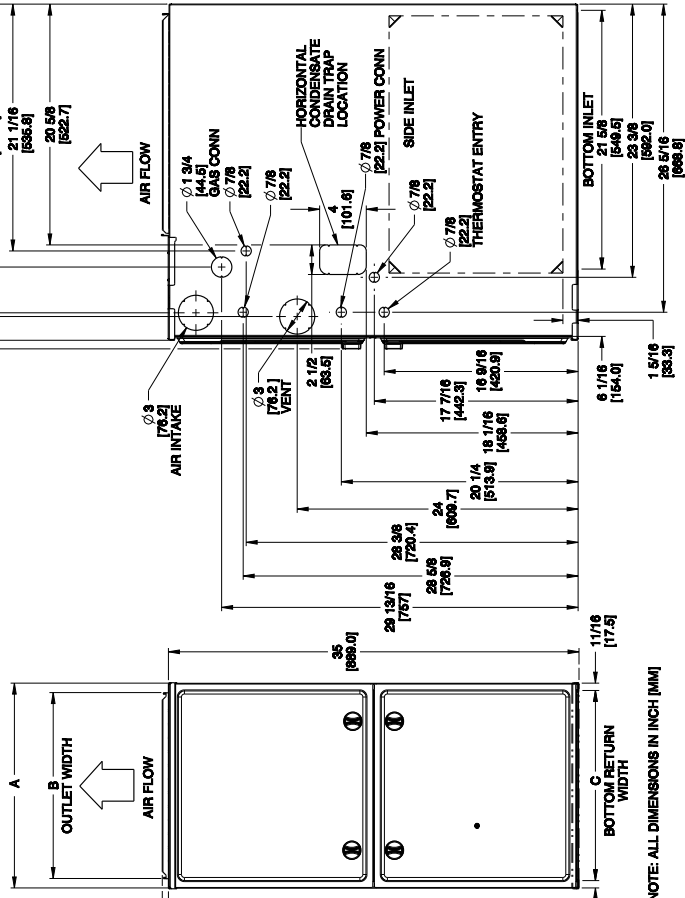 21 1/16
[535.8]
20 5/8
[522.7]
AIR FLOW
Ø 1 3/4
[44.5]
GAS CONN
Ø 7/8
[22.2]
Ø 7/8
[22.2]
HORIZONTAL
CONDENSATE
DRAIN TRAP
LOCATION
4
[101.6]
Ø 7/8
[22.2] POWER CONN
SIDE INLET
Ø 7/8
[22.2]
Ø 7/8
[22.2]
THERMOSTAT ENTRY
BOTTOM INLET
21 5/8
[549.5]
23 3/8
[592.0]
26 5/16
[668.8]
Ø 3
[76.2]
AIR INTAKE
Ø 3
[76.2 ]
VENT
2 1/2
[63.5]
6 1/16
[154.0]
1 5/16
[33.3]
16 9/16
[420.9]
17 7/16
[442.3]
18 1/16
[458.6]
20 1/4
[513.9]
24
[609.7]
28 3/8
[720.4]
28 5/8
[726.9]
29 13/16
[757]
A
B
OUTLET WIDTH
AIR FLOW
35
[889.0]
11/16
[17.5]
C
BOTTOM RETURN
WIDTH
NOTE: ALL DIMENSIONS IN INCH [MM]